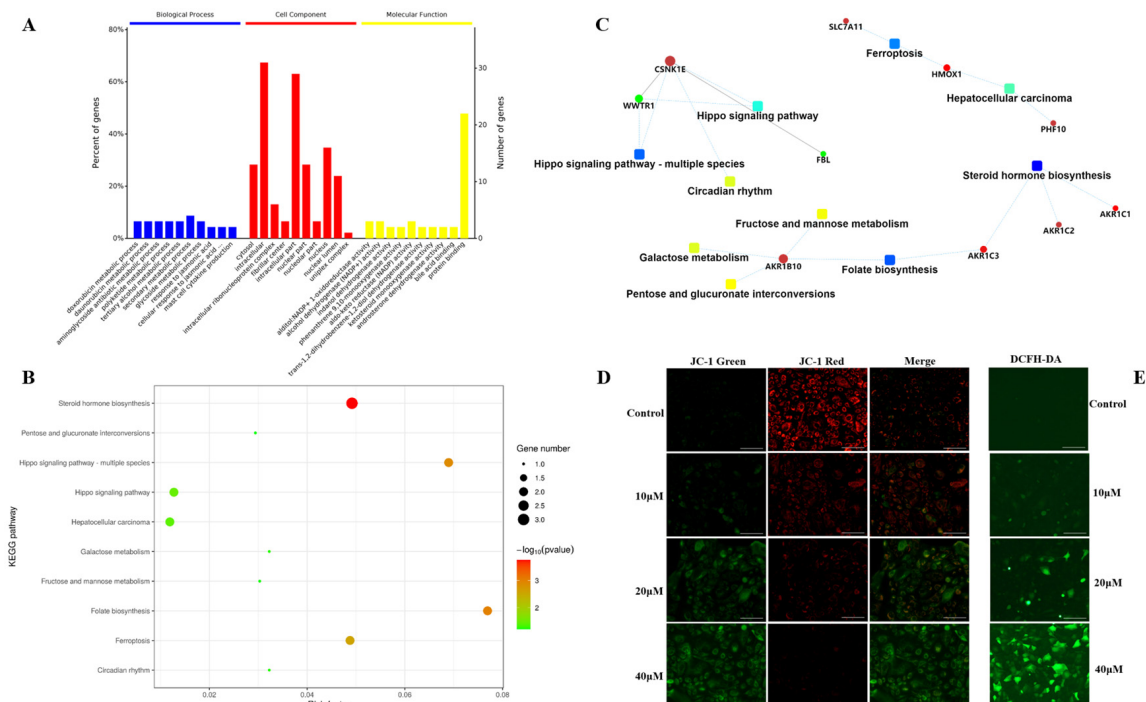 A
Biological Process
Cell Component
Molecular Function
Percent of genes
80%
60%
40%
20%
0%
Number of genes
30
20
10
0
doxorubicin metabolic process
daunorubicin metabolic process
aminoglycoside antibiotic metabolic process
polyketide metabolic process
tertiary alcohol metabolic process
secondary metabolic process
glycoside metabolic process
cellular response to jasmonic acid
response to jasmonic acid ...
mast cell cytokine production
cytosol
intracellular
intracellular ribonucleoprotein complex
fibrillar center
intracellular part
nuclear part
nucleolar part
nucleus
nuclear lumen
uniplex complex
alditol:NADP+ 1-oxidoreductase activity
alcohol dehydrogenase (NADP+) activity
indanol dehydrogenase activity
phenanthrene 9,10-monooxygenase activity
aldo-keto reductase (NADP) activity
trans-1,2-dihydrobenzene-1,2-diol dehydrogenase activity
ketosteroid monooxygenase activity
androsterone dehydrogenase activity
bile acid binding
protein binding
B
KEGG pathway
Steroid hormone biosynthesis
Pentose and glucuronate interconversions
Hippo signaling pathway - multiple species
Hippo signaling pathway
Hepatocellular carcinoma
Galactose metabolism
Fructose and mannose metabolism
Folate biosynthesis
Ferroptosis
Circadian rhythm
0.02
0.04
0.06
0.08
Gene number
1.0
1.5
2.0
2.5
3.0
−log₁₀(pvalue)
3
2
C
SLC7A11
Ferroptosis
CSNK1E
HMOX1
WWTR1
Hepatocellular carcinoma
Hippo signaling pathway
PHF10
Hippo signaling pathway - multiple species
FBL
Steroid hormone biosynthesis
Circadian rhythm
AKR1C1
Fructose and mannose metabolism
AKR1C2
Galactose metabolism
AKR1C3
AKR1B10
Folate biosynthesis
Pentose and glucuronate interconversions
D
JC-1 Green
JC-1 Red
Merge
Control
10μM
20μM
40μM
E
DCFH-DA
Control
10μM
20μM
40μM